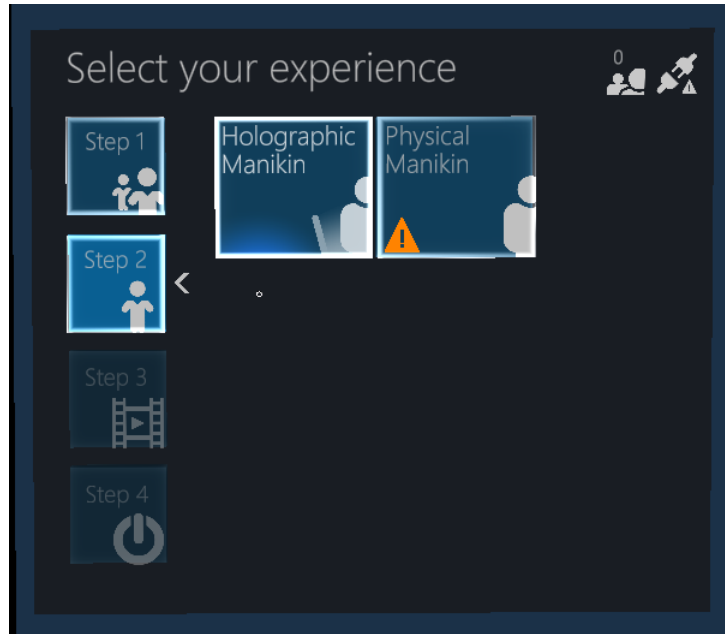 Select your experience
0
Step 1
Holographic
Manikin
Physical
Manikin
Step 2
Step 3
Step 4